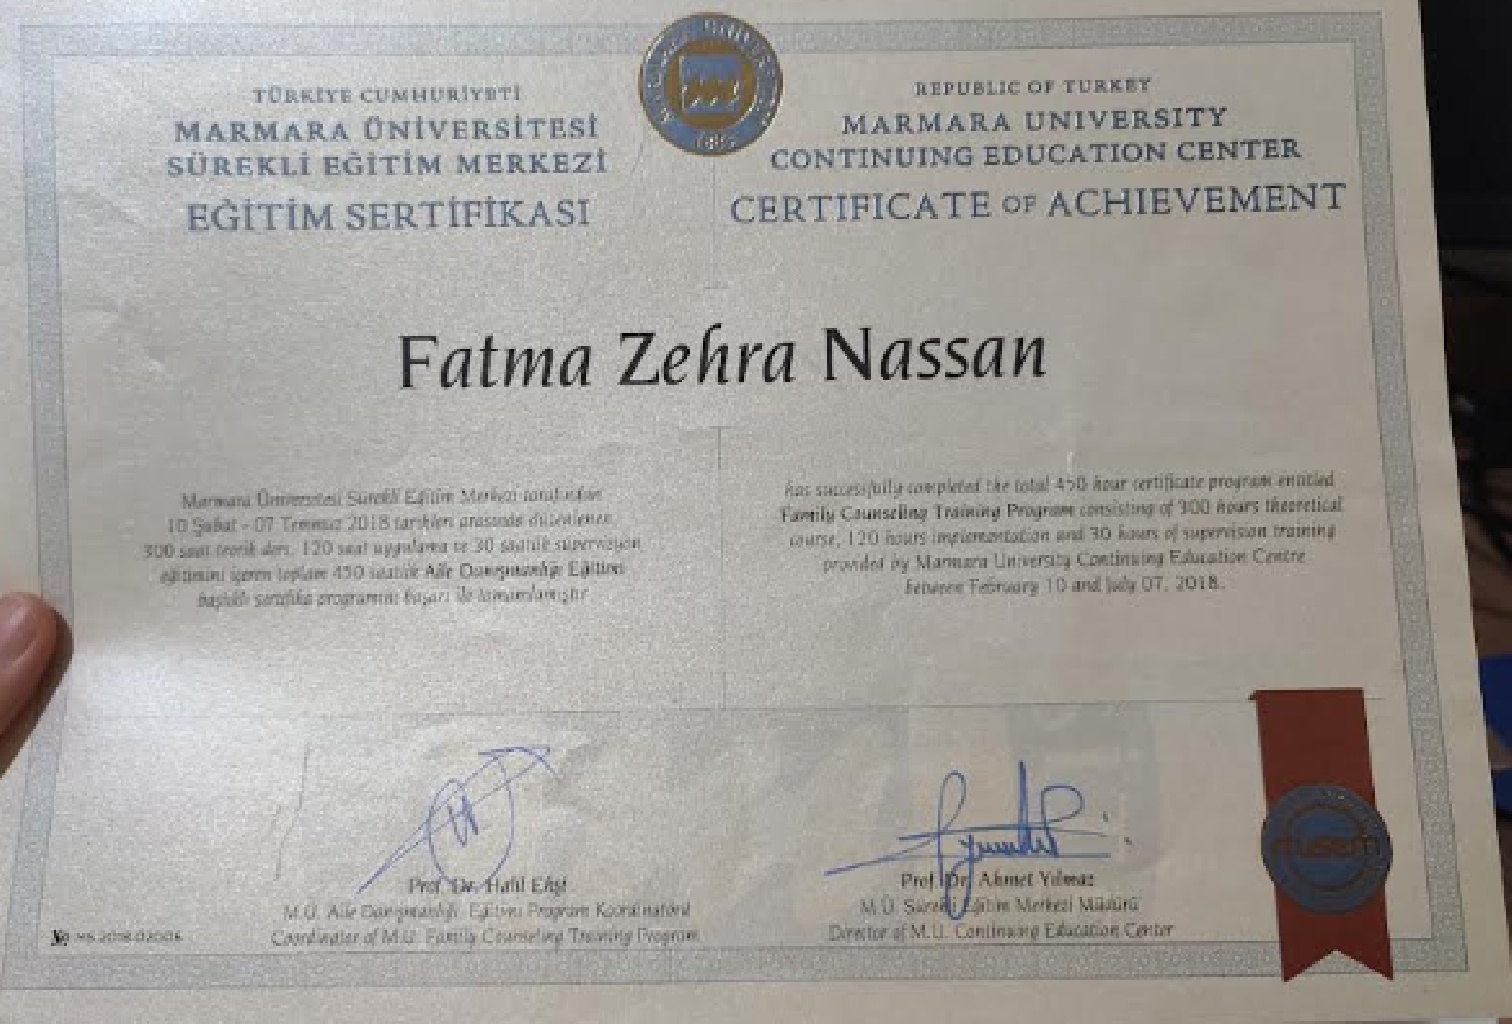 TÜRKİYE CUMHURİYETİ
MARMARA ÜNİVERSİTESİ
SÜREKLİ EĞİTİM MERKEZİ
EĞİTİM SERTİFİKASI
REPUBLIC OF TURKEY
MARMARA UNIVERSITY
CONTINUING EDUCATION CENTER
CERTIFICATE OF ACHIEVEMENT
Fatma Zehra Nassan
Marmara Üniversitesi Sürekli Eğitim Merkezi tarafından
10 Şubat - 07 Temmuz 2018 tarihleri arasında düzenlenen,
300 saat teorik ders, 120 saat uygulama ve 30 saatlik süpervizyon
eğitimini içeren toplam 450 saatlik Aile Danışmanlığı Eğitimi
başlıklı sertifika programını başarı ile tamamlamıştır.
has successfully completed the total 450 hour certificate program entitled
Family Counseling Training Program consisting of 300 hours theoretical
course, 120 hours implementation and 30 hours of supervision training
provided by Marmara University Continuing Education Centre
between February 10 and July 07, 2018.
Prof. Dr. Halil Ekşi
M.Ü. Aile Danışmanlığı Eğitimi Program Koordinatörü
Coordinator of M.U. Family Counseling Training Program
Prof. Dr. Ahmet Yılmaz
M.Ü. Sürekli Eğitim Merkezi Müdürü
Director of M.U. Continuing Education Center